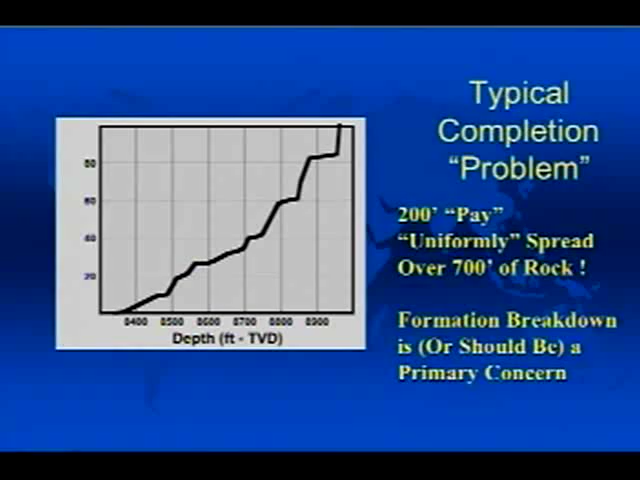 Typical
Completion
“Problem”
80
60
40
20
8400 8500 8600 8700 8800 8900
Depth (ft - TVD)
200’ “Pay”
“Uniformly” Spread
Over 700’ of Rock !
Formation Breakdown
is (Or Should Be) a
Primary Concern